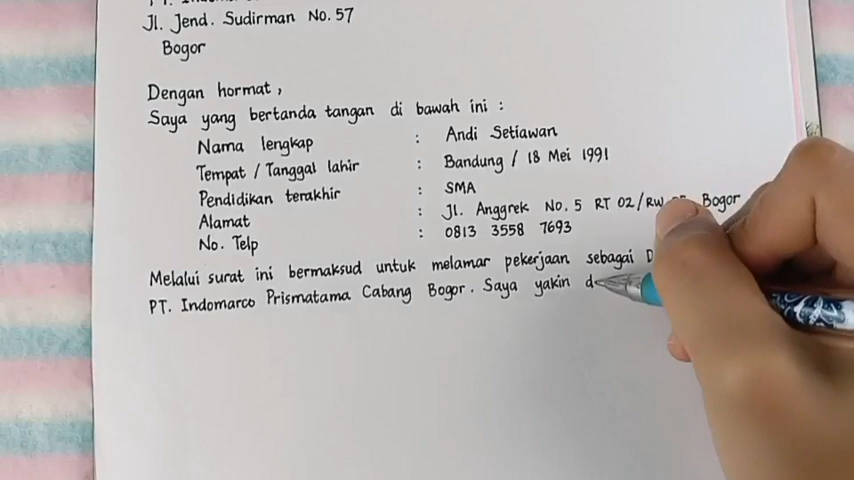 Jl. Jend. Sudirman No. 57
Bogor
Dengan hormat,
Saya yang bertanda tangan di bawah ini :
Nama lengkap : Andi Setiawan
Tempat / Tanggal lahir : Bandung / 18 Mei 1991
Pendidikan terakhir : SMA
Alamat : Jl. Anggrek No. 5 RT 02/RW Bogor
No. Telp : 0813 3558 7693
Melalui surat ini bermaksud untuk melamar pekerjaan sebagai D
PT. Indomarco Prismatama Cabang Bogor. Saya yakin d